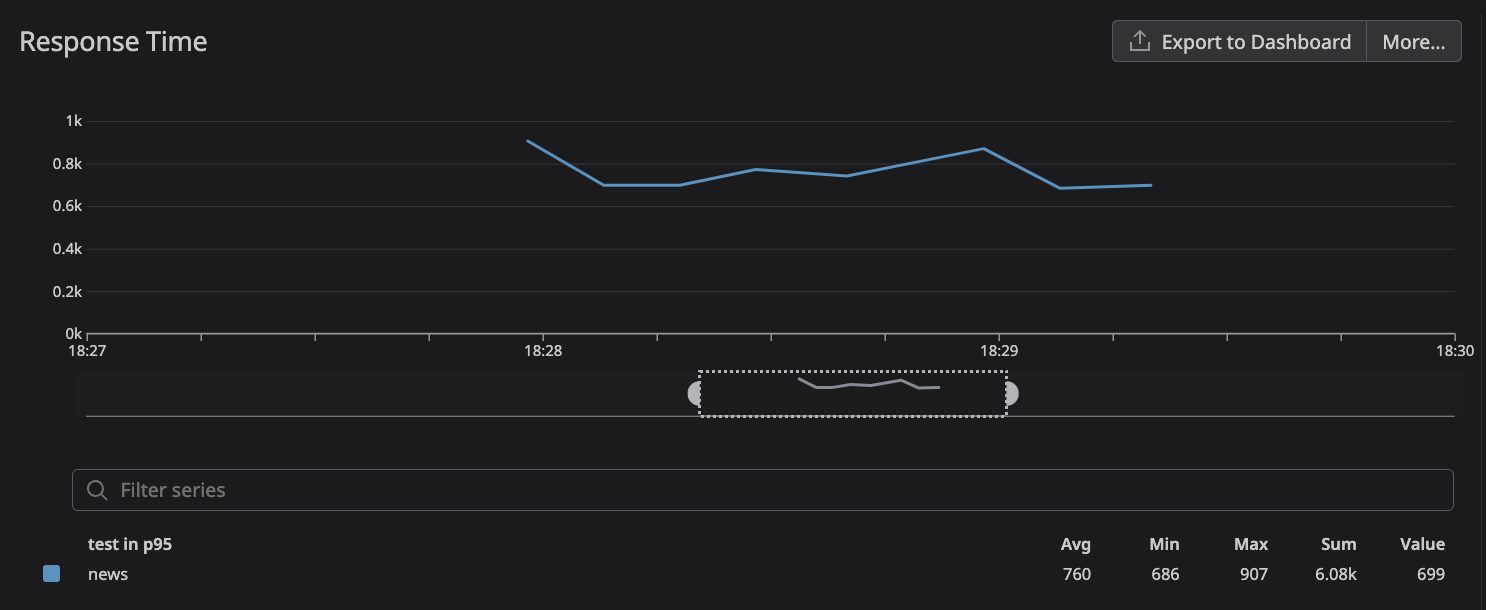 Response Time
Export to Dashboard More...
1k
0.8k
0.6k
0.4k
0.2k
0k
18:27 18:28 18:29 18:30
Filter series
test in p95 Avg Min Max Sum Value
news 760 686 907 6.08k 699